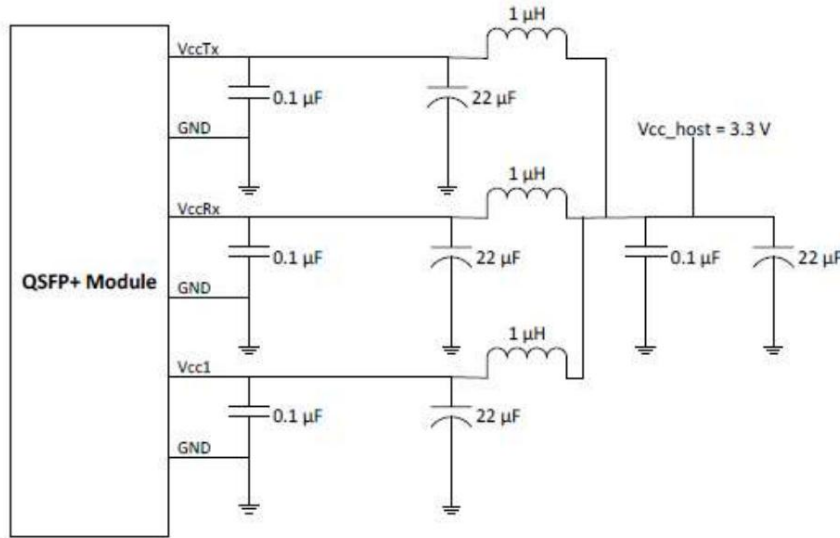 1 µH
VccTx
0.1 µF
22 µF
GND
Vcc_host = 3.3 V
1 µH
VccRx
QSFP+ Module
0.1 µF
22 µF
0.1 µF
22 µF
GND
1 µH
Vcc1
0.1 µF
22 µF
GND